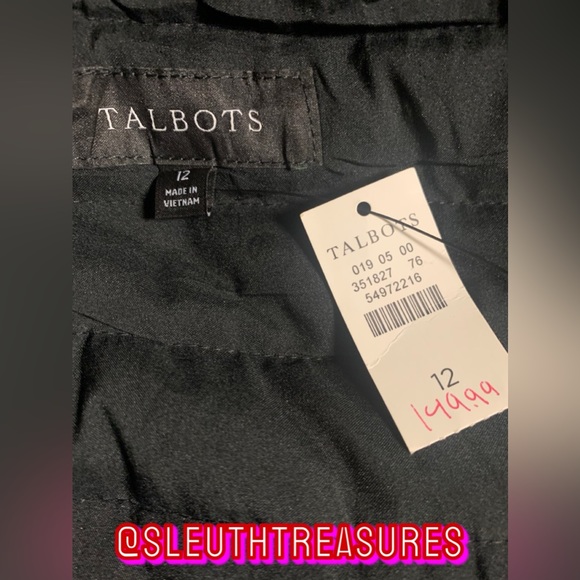 TALBOTS
12
MADE IN
VIETNAM
TALBOTS
019 05 00
351827 76
54972216
12
149.99
@SLEUTHTREASURES